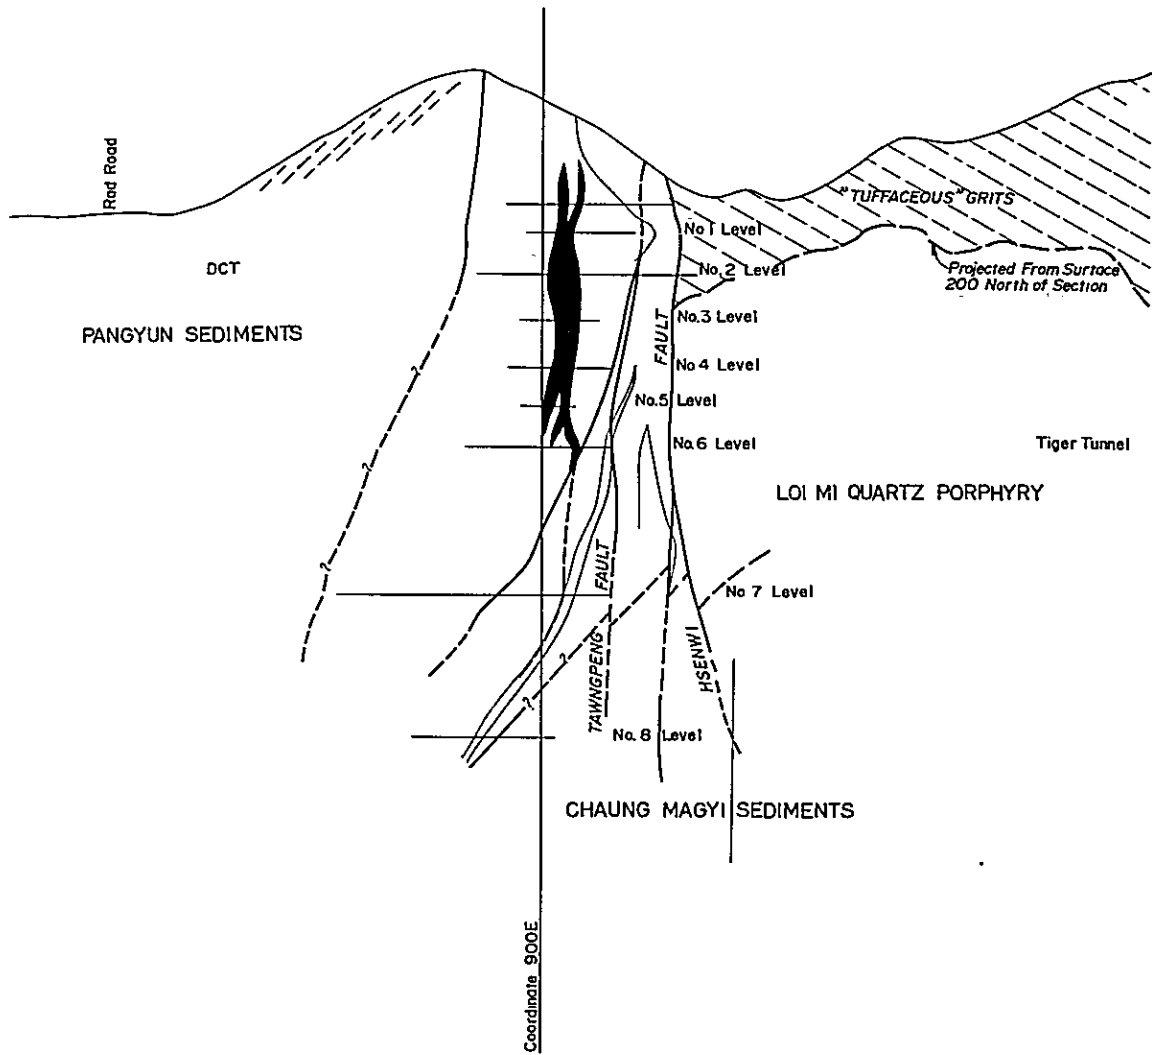 Rad Road
"TUFFACEOUS" GRITS
No 1 Level
DCT
No. 2 Level
Projected From Surface
200 North of Section
No.3 Level
PANGYUN SEDIMENTS
FAULT
No 4 Level
No.5 Level
No.6 Level
Tiger Tunnel
LOI MI QUARTZ PORPHYRY
?
?
FAULT
No 7 Level
HSENWI
TAWNGPENG
?
?
No. 8 Level
CHAUNG MAGYI SEDIMENTS
Coordinate 900E